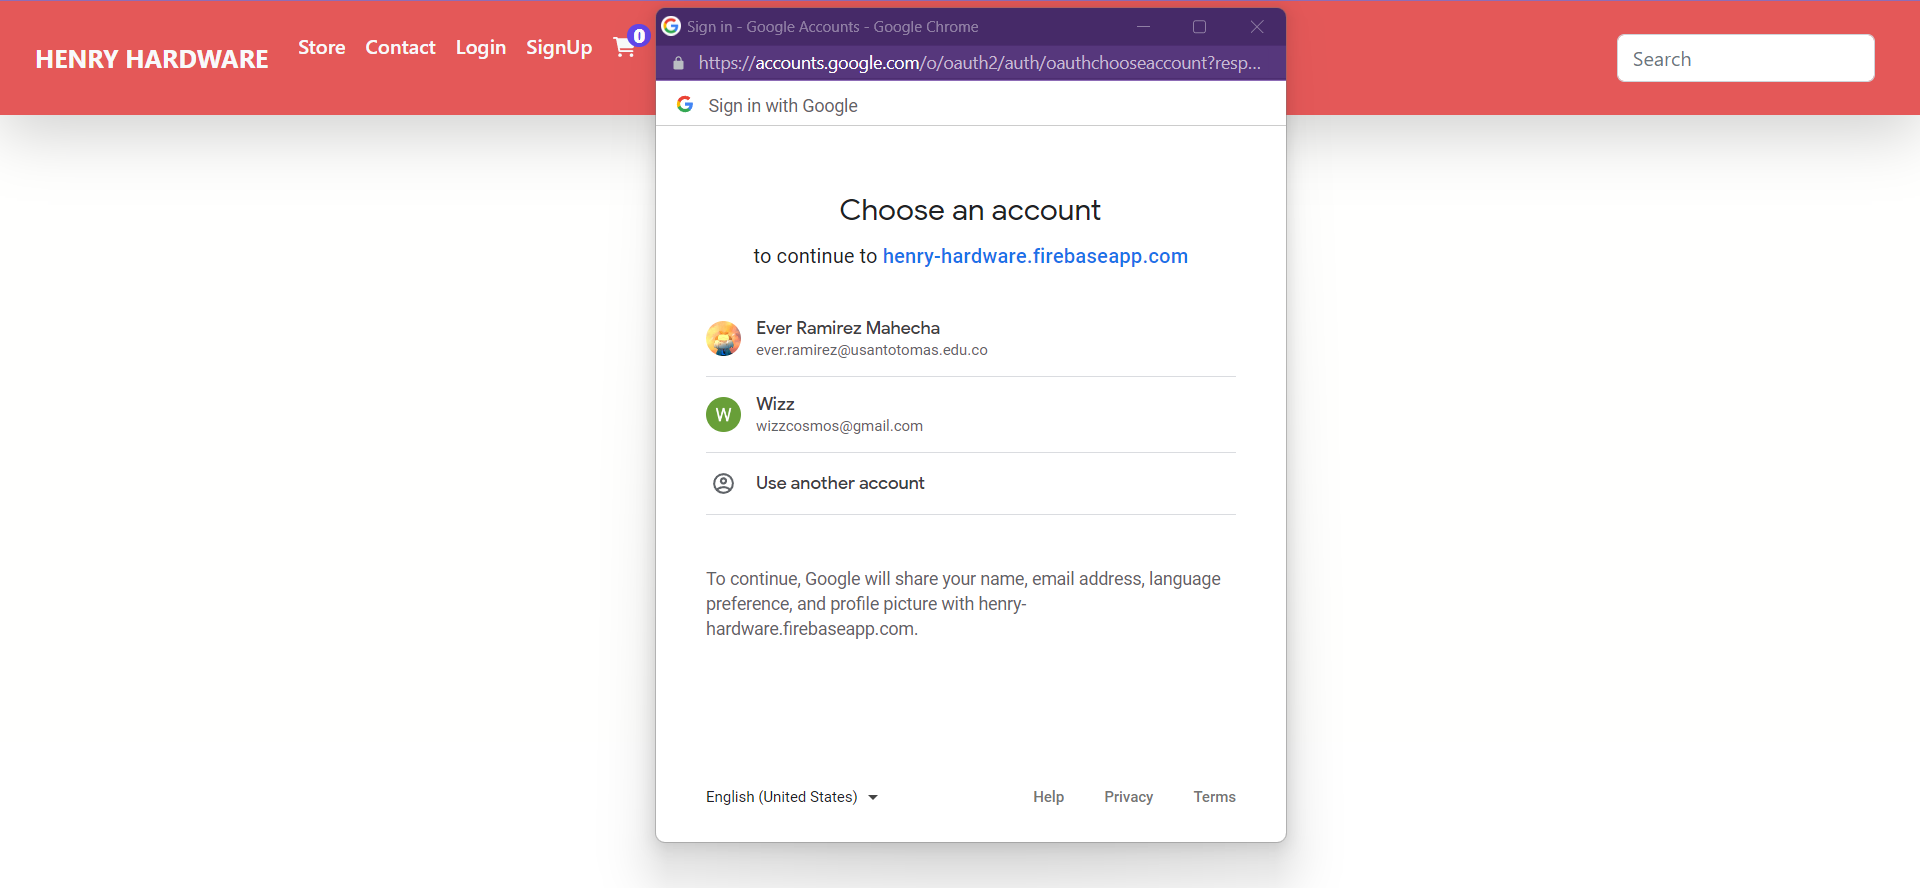 HENRY HARDWARE Store Contact Login SignUp 0
Search
Sign in - Google Accounts - Google Chrome
https://accounts.google.com/o/oauth2/auth/oauthchooseaccount?resp...
Sign in with Google
Choose an account
to continue to henry-hardware.firebaseapp.com
Ever Ramirez Mahecha
ever.ramirez@usantotomas.edu.co
W
Wizz
wizzcosmos@gmail.com
Use another account
To continue, Google will share your name, email address, language
preference, and profile picture with henry-
hardware.firebaseapp.com.
English (United States) Help Privacy Terms